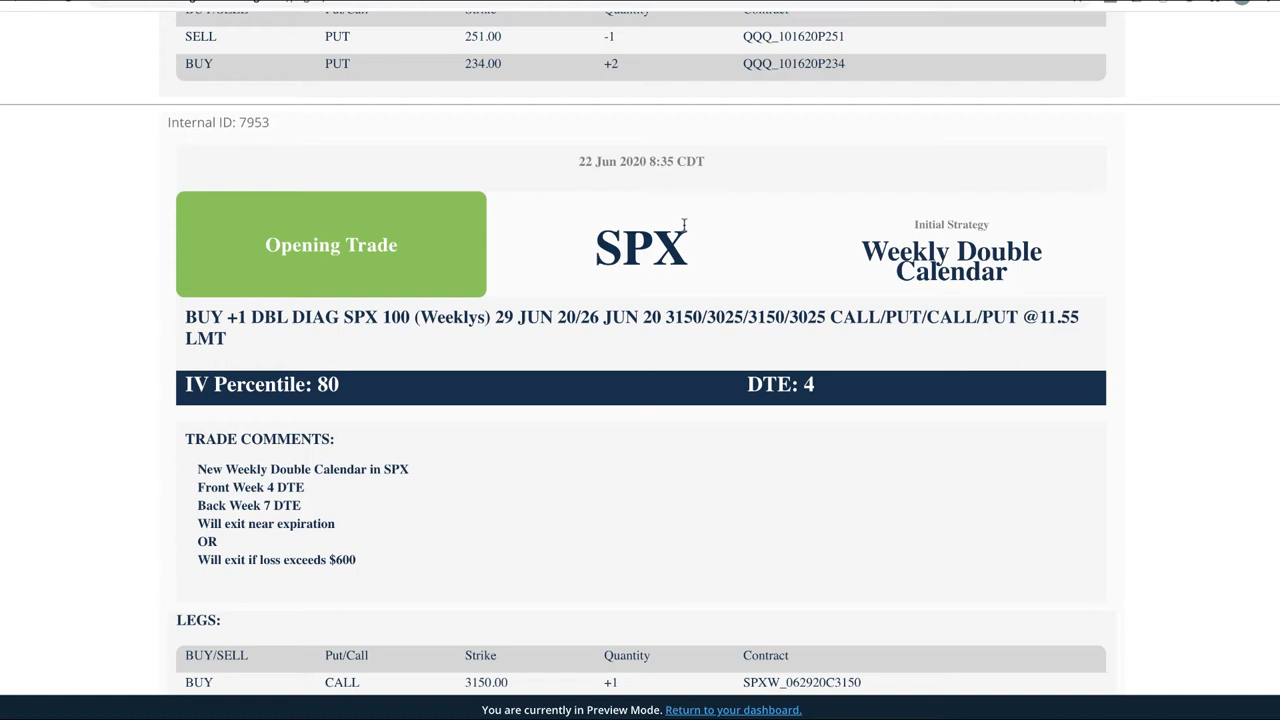 SELL PUT 251.00 -1 QQQ_101620P251
BUY PUT 234.00 +2 QQQ_101620P234
Internal ID: 7953
22 Jun 2020 8:35 CDT
Opening Trade
SPX
Initial Strategy
Weekly Double
Calendar
BUY +1 DBL DIAG SPX 100 (Weeklys) 29 JUN 20/26 JUN 20 3150/3025/3150/3025 CALL/PUT/CALL/PUT @11.55
LMT
IV Percentile: 80 DTE: 4
TRADE COMMENTS:
New Weekly Double Calendar in SPX
Front Week 4 DTE
Back Week 7 DTE
Will exit near expiration
OR
Will exit if loss exceeds $600
LEGS:
BUY/SELL Put/Call Strike Quantity Contract
BUY CALL 3150.00 +1 SPXW_062920C3150
You are currently in Preview Mode. Return to your dashboard.